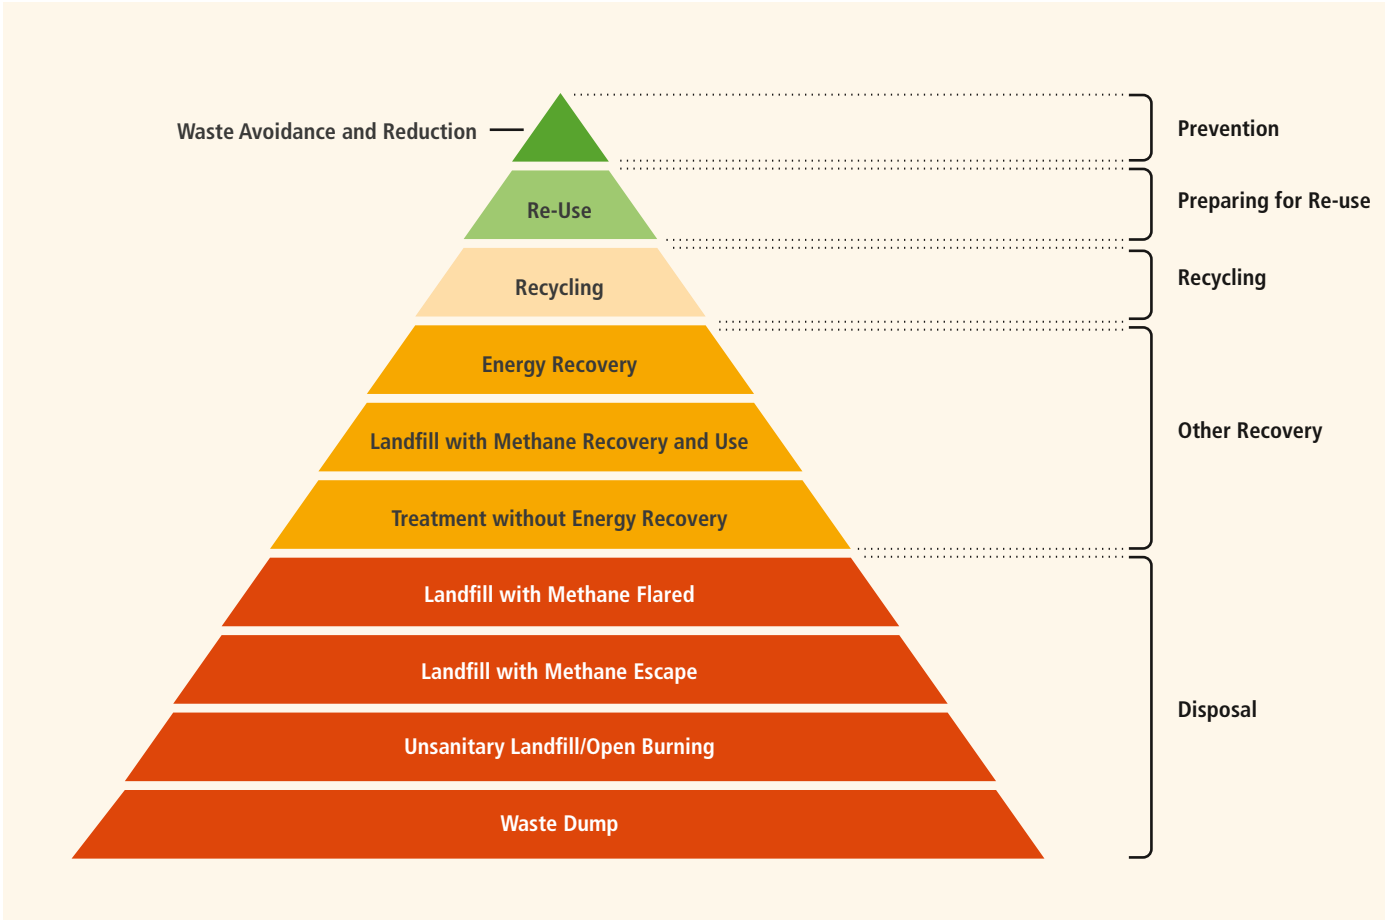 Waste Avoidance and Reduction
Prevention
Re-Use
Preparing for Re-use
Recycling
Recycling
Energy Recovery
Landfill with Methane Recovery and Use
Other Recovery
Treatment without Energy Recovery
Landfill with Methane Flared
Landfill with Methane Escape
Disposal
Unsanitary Landfill/Open Burning
Waste Dump